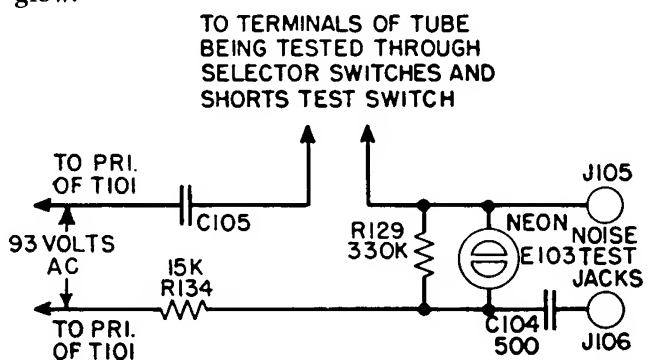 glow.
TO TERMINALS OF TUBE
BEING TESTED THROUGH
SELECTOR SWITCHES AND
SHORTS TEST SWITCH
TO PRI.
OF T101
C105
93 VOLTS
AC
15K
R134
TO PRI.
OF T101
R129
330K
NEON
E103
J105
NOISE
TEST
JACKS
C104
500
J106